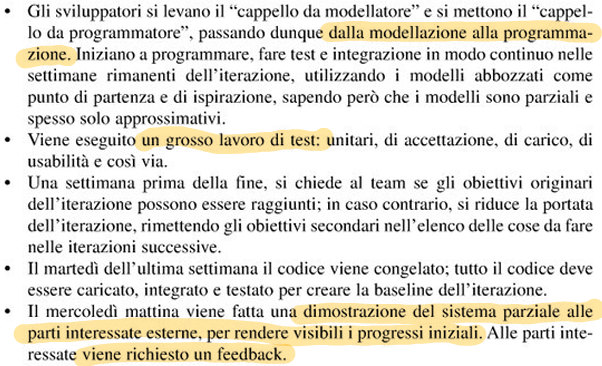 • Gli sviluppatori si levano il “cappello da modellatore” e si mettono il “cappel-
lo da programmatore”, passando dunque dalla modellazione alla programma-
zione. Iniziano a programmare, fare test e integrazione in modo continuo nelle
settimane rimanenti dell’iterazione, utilizzando i modelli abbozzati come
punto di partenza e di ispirazione, sapendo però che i modelli sono parziali e
spesso solo approssimativi.
• Viene eseguito un grosso lavoro di test: unitari, di accettazione, di carico, di
usabilità e così via.
• Una settimana prima della fine, si chiede al team se gli obiettivi originari
dell’iterazione possono essere raggiunti; in caso contrario, si riduce la portata
dell’iterazione, rimettendo gli obiettivi secondari nell’elenco delle cose da fare
nelle iterazioni successive.
• Il martedì dell’ultima settimana il codice viene congelato; tutto il codice deve
essere caricato, integrato e testato per creare la baseline dell’iterazione.
• Il mercoledì mattina viene fatta una dimostrazione del sistema parziale alle
parti interessate esterne, per rendere visibili i progressi iniziali. Alle parti inte-
ressate viene richiesto un feedback.